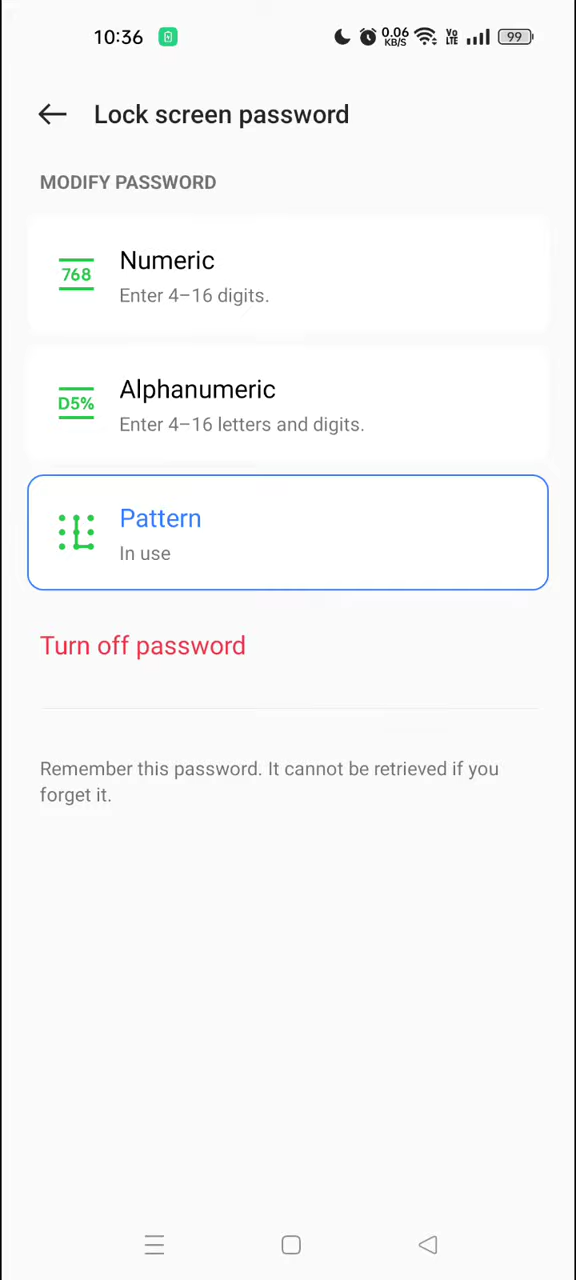 10:36 0.06 KB/S VO LTE 99
Lock screen password
MODIFY PASSWORD
768
Numeric
Enter 4–16 digits.
D5%
Alphanumeric
Enter 4–16 letters and digits.
Pattern
In use
Turn off password
Remember this password. It cannot be retrieved if you
forget it.